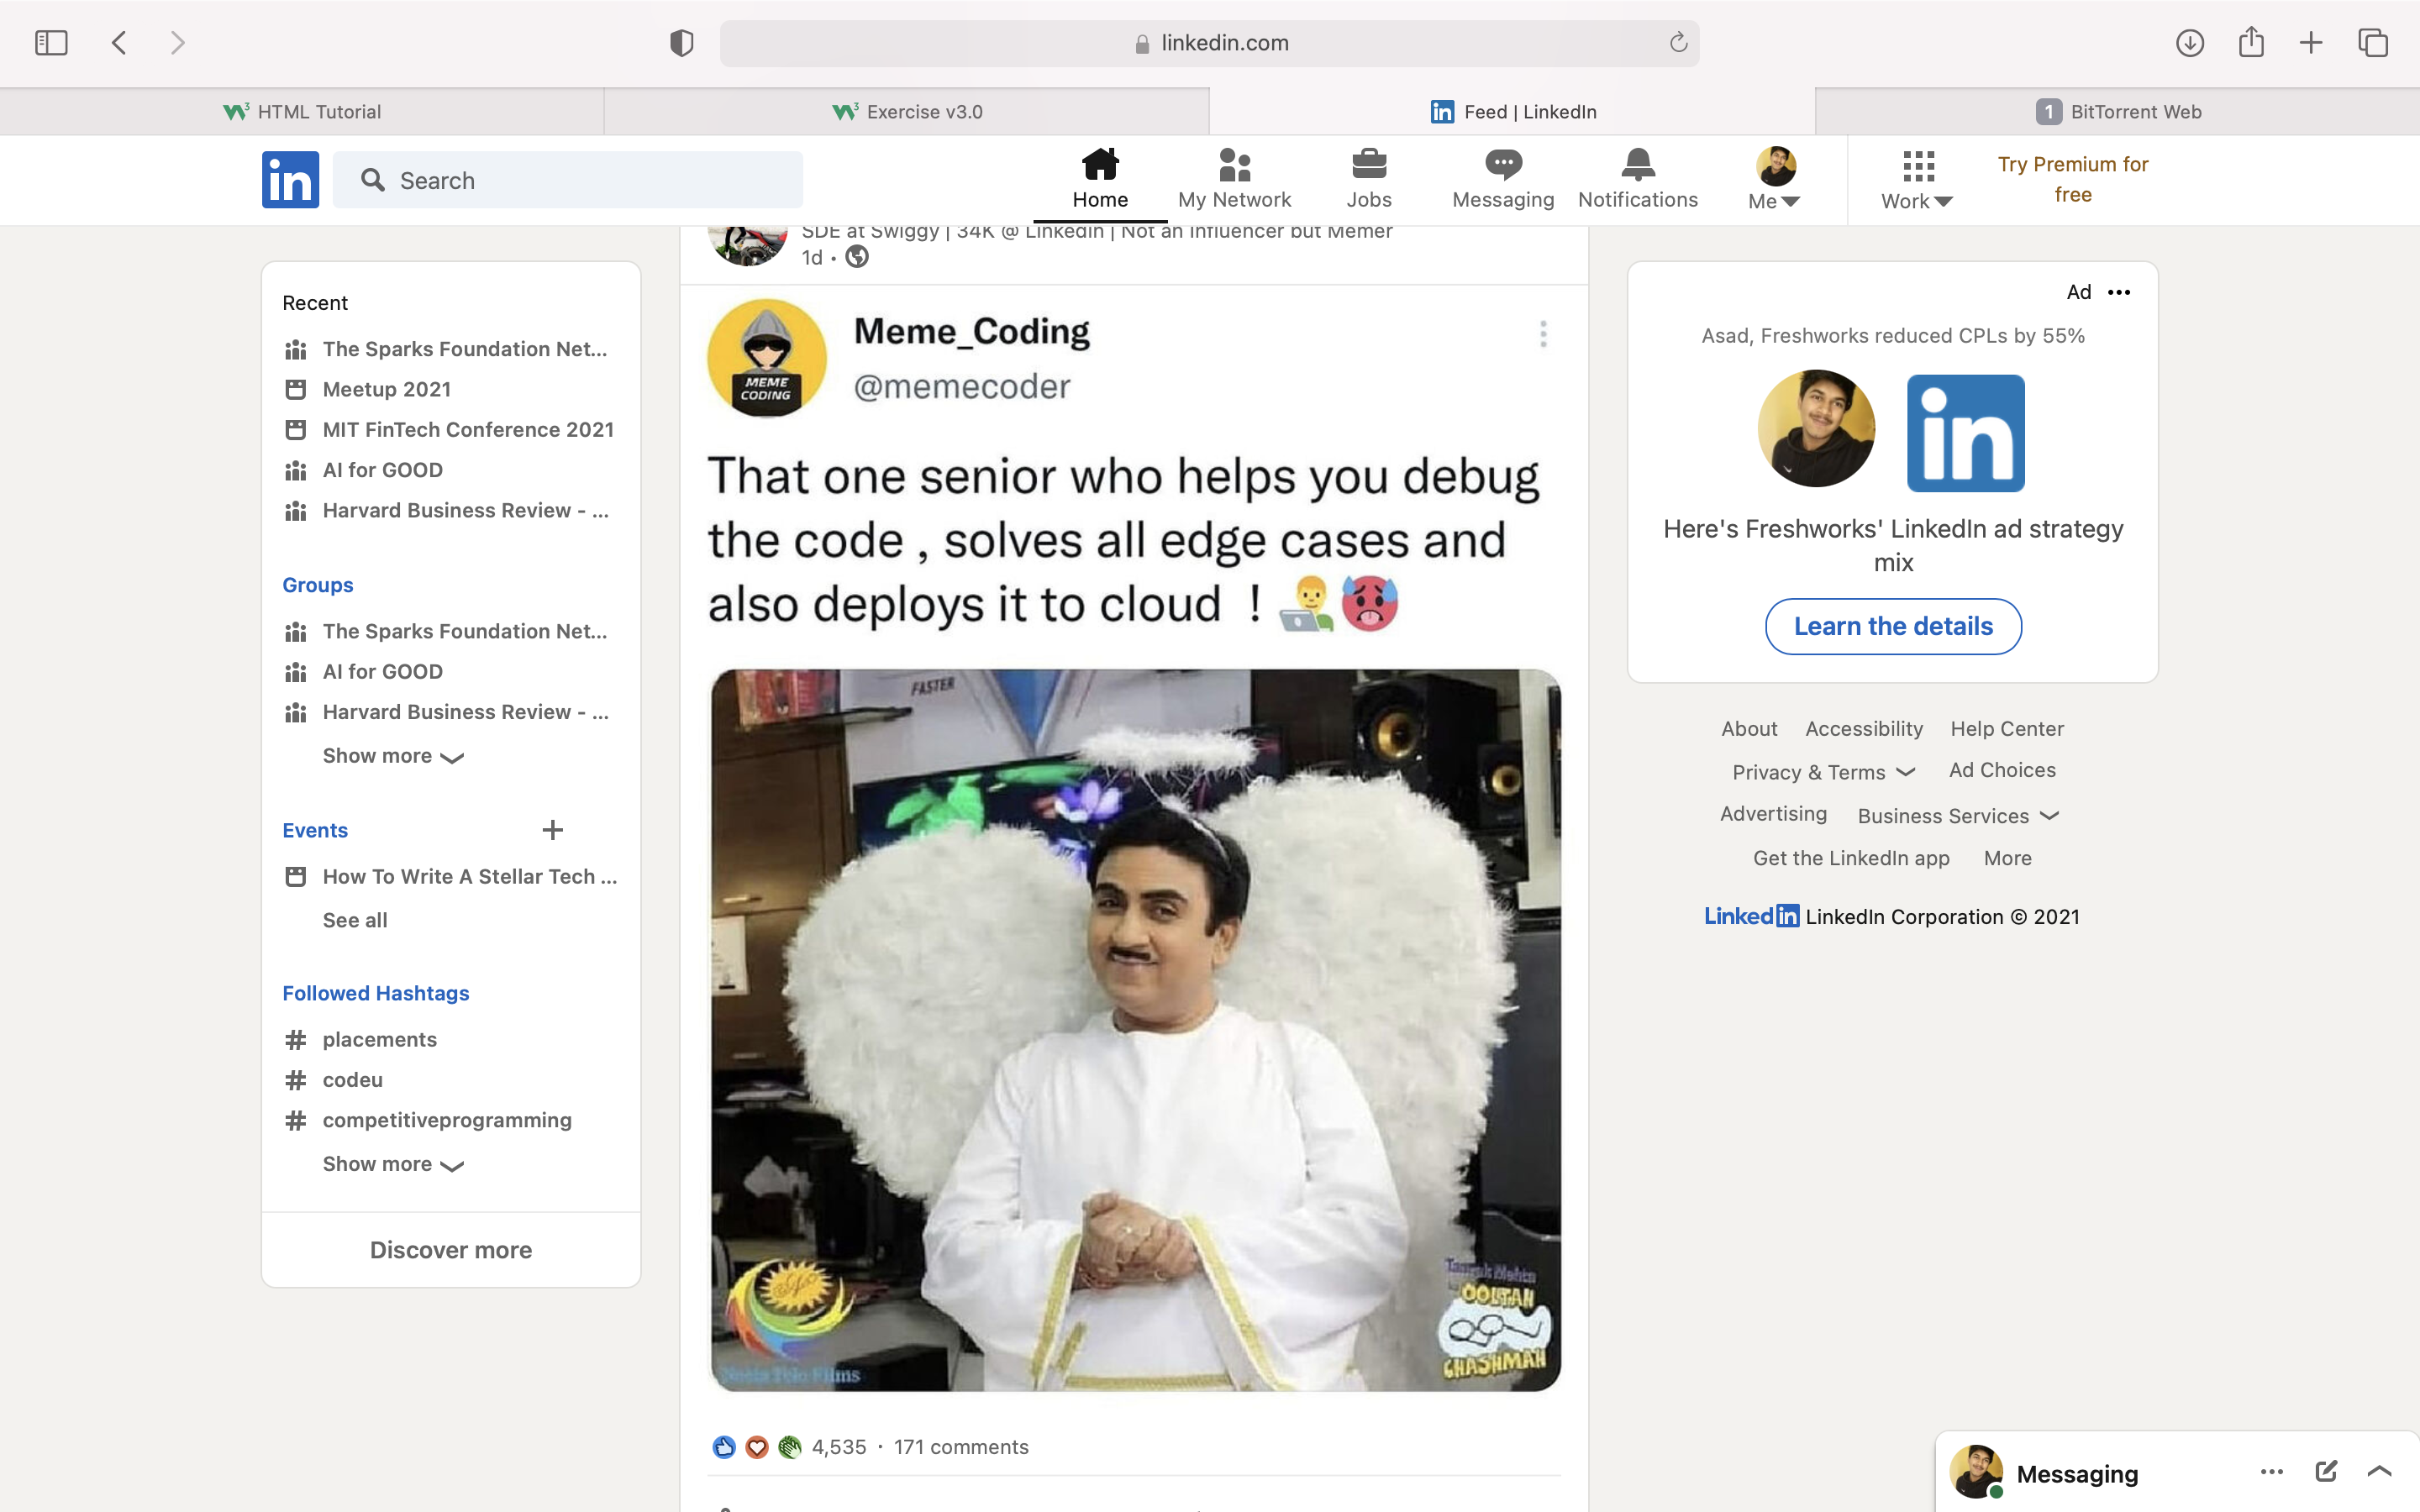 linkedin.com
HTML Tutorial
Exercise v3.0
Feed | LinkedIn
1 BitTorrent Web
in
Search
Home
My Network
Jobs
Messaging
Notifications
Me
Work
Try Premium for
free
SDE at Swiggy | 34K @ Linkedin | Not an Influencer but Memer
1d •
Recent
The Sparks Foundation Net...
Meetup 2021
MIT FinTech Conference 2021
AI for GOOD
Harvard Business Review - ...
Groups
The Sparks Foundation Net...
AI for GOOD
Harvard Business Review - ...
Show more
Events
+
How To Write A Stellar Tech ...
See all
Followed Hashtags
# placements
# codeu
# competitiveprogramming
Show more
Discover more
MEME
CODING
Meme_Coding
@memecoder
That one senior who helps you debug
the code , solves all edge cases and
also deploys it to cloud ! 👨‍💻🥵
FASTER
Neela Tele Films
Taarak Mehta
OOLTAH
CHASHMAH
4,535 · 171 comments
Ad •••
Asad, Freshworks reduced CPLs by 55%
in
Here's Freshworks' LinkedIn ad strategy
mix
Learn the details
About Accessibility Help Center
Privacy & Terms Ad Choices
Advertising Business Services
Get the LinkedIn app More
LinkedIn LinkedIn Corporation © 2021
Messaging